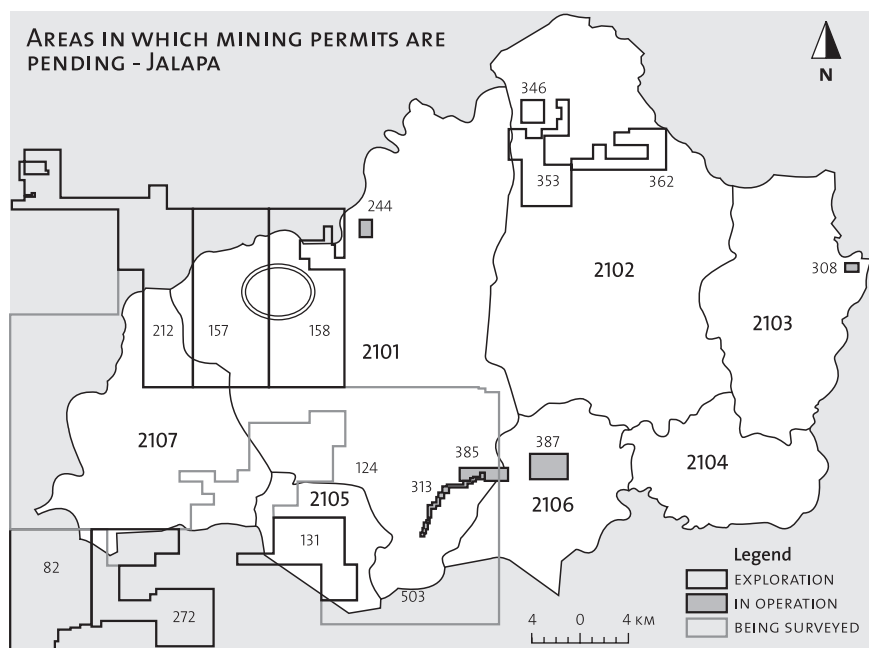 AREAS IN WHICH MINING PERMITS ARE
PENDING - JALAPA
N
346
353
362
244
308
2102
2103
212
157
158
2101
2107
385
387
124
2104
313
2105
2106
131
82
503
272
Legend
EXPLORATION
IN OPERATION
BEING SURVEYED
4 0 4 KM